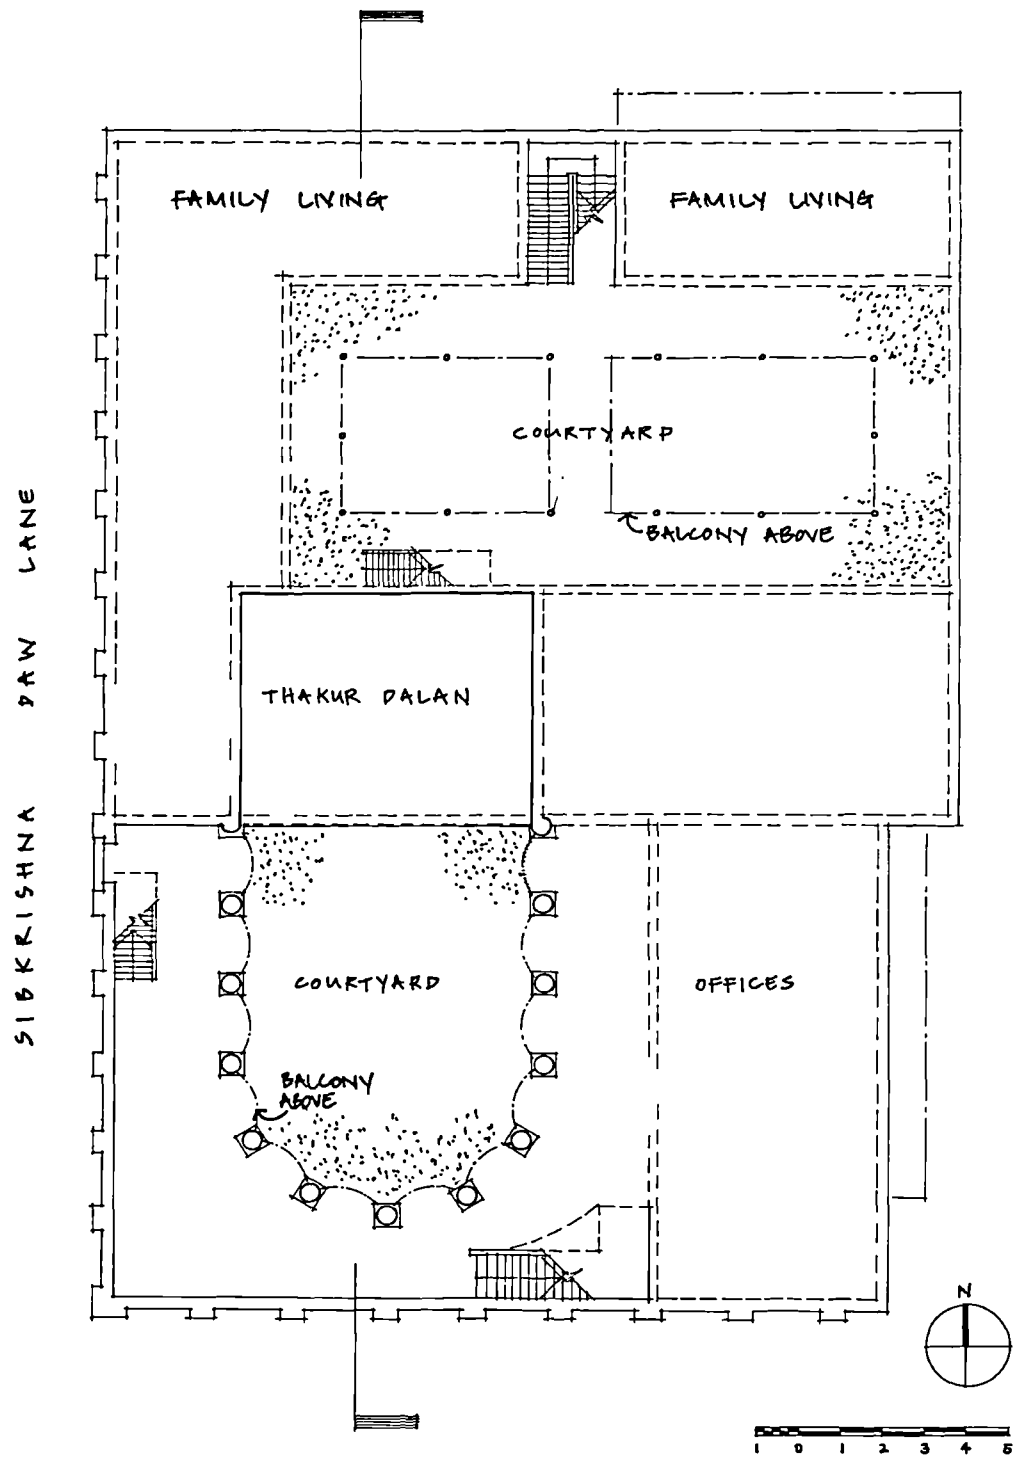 FAMILY LIVING
FAMILY LIVING
COURTYARD
BALCONY ABOVE
THAKUR DALAN
SIBKRISHNA DAW LANE
COURTYARD
OFFICES
BALCONY
ABOVE
N
1 0 1 2 3 4 5